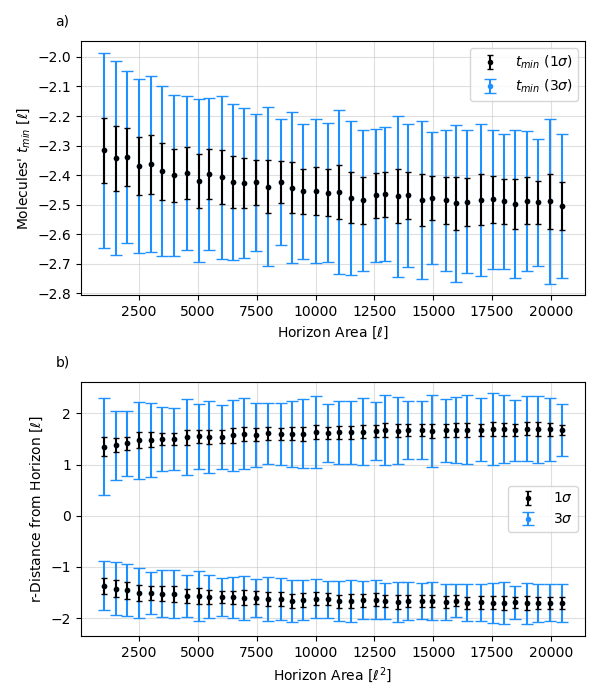 a)
−2.0
−2.1
−2.2
−2.3
−2.4
−2.5
−2.6
−2.7
−2.8
Molecules' t_min [ℓ]
t_min (1σ)
t_min (3σ)
2500 5000 7500 10000 12500 15000 17500 20000
Horizon Area [ℓ]
b)
2
1
0
−1
−2
r-Distance from Horizon [ℓ]
1σ
3σ
2500 5000 7500 10000 12500 15000 17500 20000
Horizon Area [ℓ²]